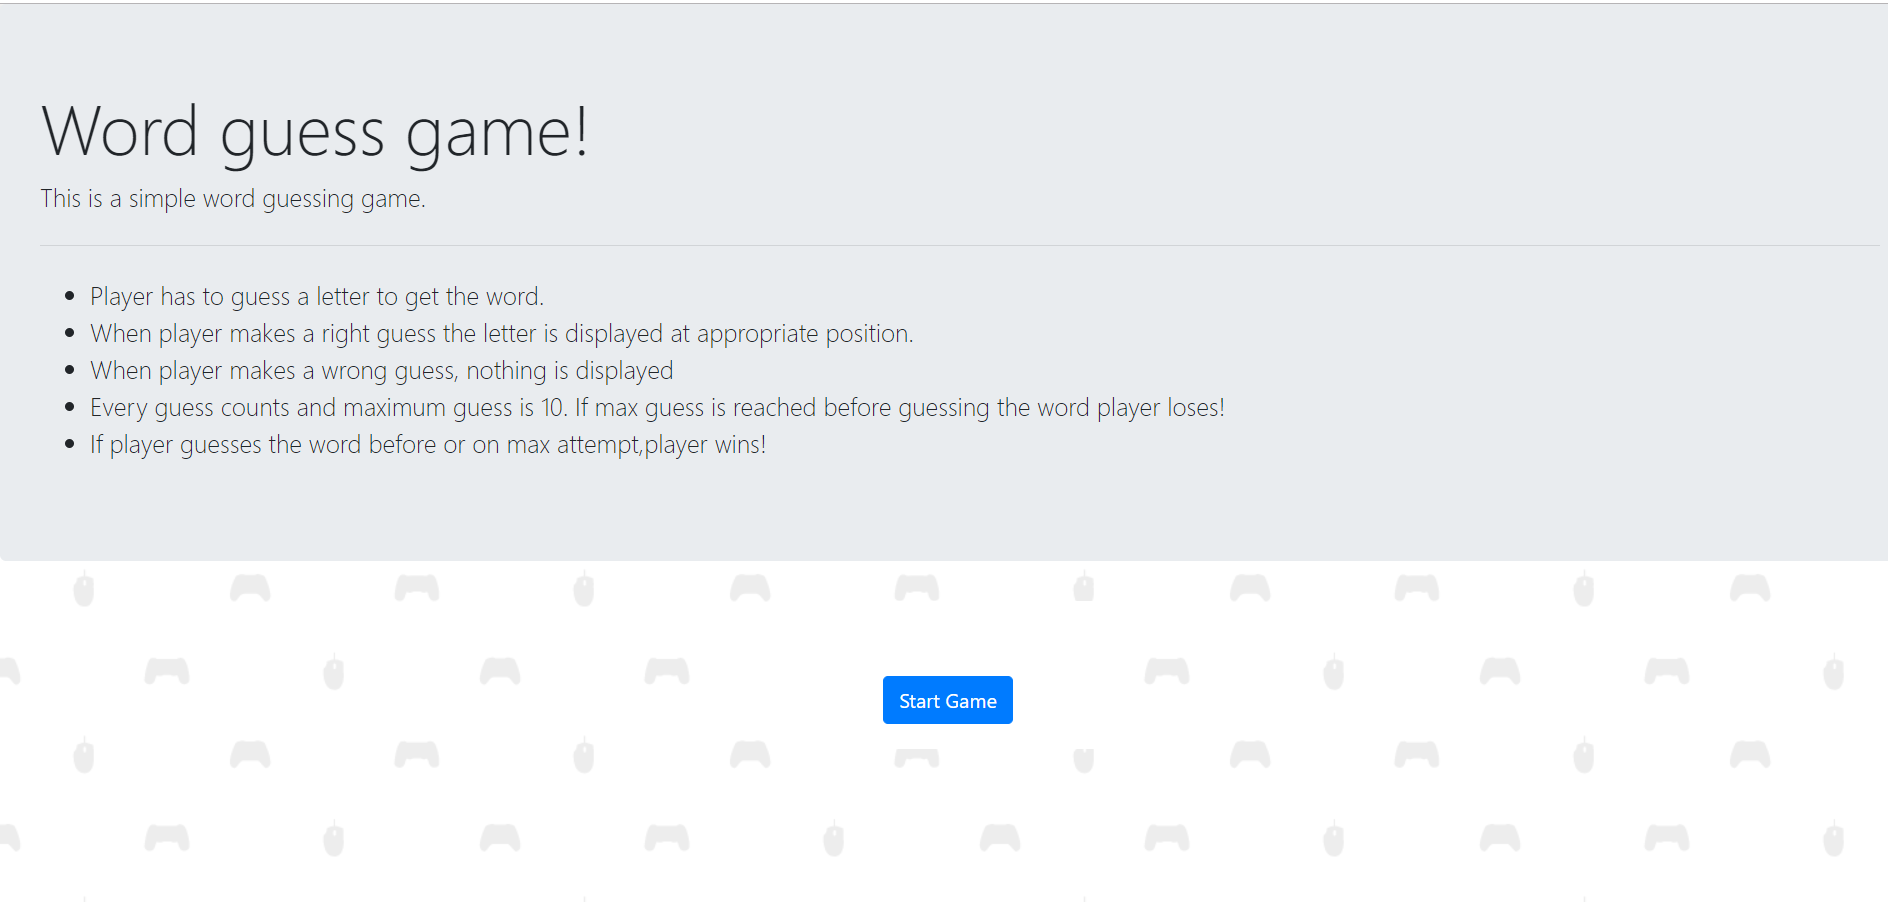 Word guess game!
This is a simple word guessing game.
Player has to guess a letter to get the word.
When player makes a right guess the letter is displayed at appropriate position.
When player makes a wrong guess, nothing is displayed
Every guess counts and maximum guess is 10. If max guess is reached before guessing the word player loses!
If player guesses the word before or on max attempt,player wins!
Start Game